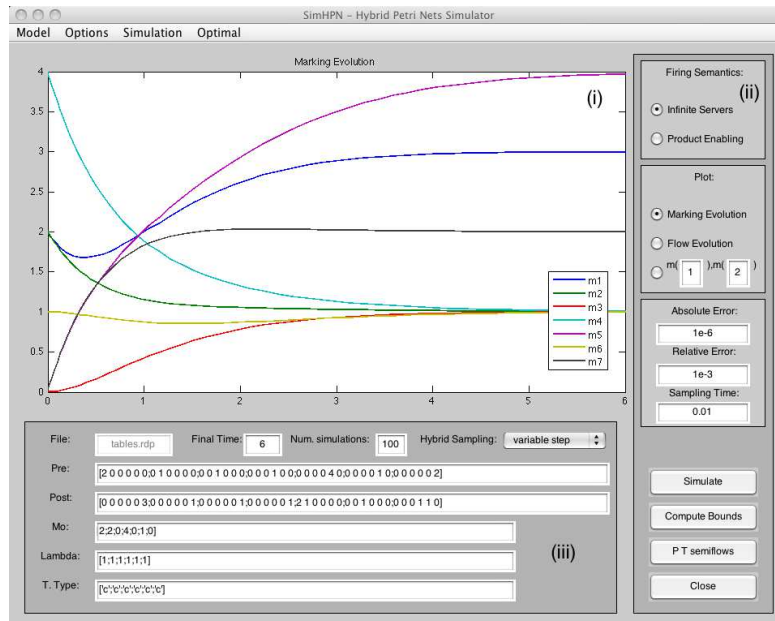 SimHPN - Hybrid Petri Nets Simulator
Model Options Simulation Optimal
Marking Evolution
(i)
4
3.5
3
2.5
2
1.5
1
0.5
0
0 1 2 3 4 5 6
m1
m2
m3
m4
m5
m6
m7
Firing Semantics:
(ii)
Infinite Servers
Product Enabling
Plot:
Marking Evolution
Flow Evolution
m( 1 ),m( 2 )
Absolute Error:
1e-6
Relative Error:
1e-3
Sampling Time:
0.01
File: tables.rdp Final Time: 6 Num. simulations: 100 Hybrid Sampling: variable step
Pre: [2 0 0 0 0 0;0 1 0 0 0 0;0 0 1 0 0 0;0 0 0 1 0 0;0 0 0 0 4 0;0 0 0 0 1 0;0 0 0 0 0 2]
Post: [0 0 0 0 0 3;0 0 0 0 0 1;0 0 0 0 0 1;0 0 0 0 0 1;2 1 0 0 0 0;0 0 1 0 0 0;0 0 0 1 1 0]
Mo: 2;2;0;4;0;1;0]
Lambda: [1;1;1;1;1;1]
(iii)
T. Type: ['c';'c';'c';'c';'c';'c']
Simulate
Compute Bounds
P T semiflows
Close